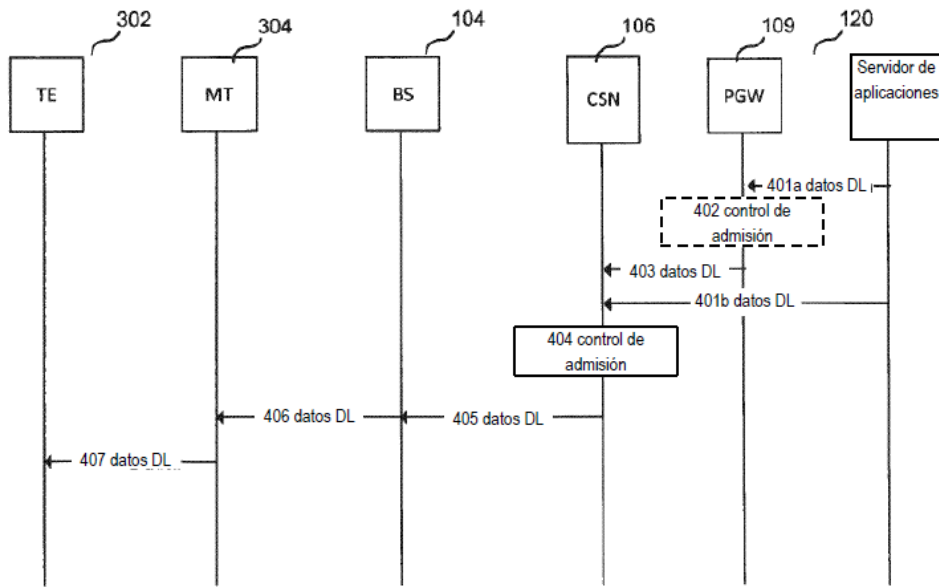 302
304
104
106
109
120
TE
MT
BS
CSN
PGW
Servidor de
aplicaciones
401a datos DL
402 control de
admisión
403 datos DL
401b datos DL
404 control de
admisión
406 datos DL
405 datos DL
407 datos DL